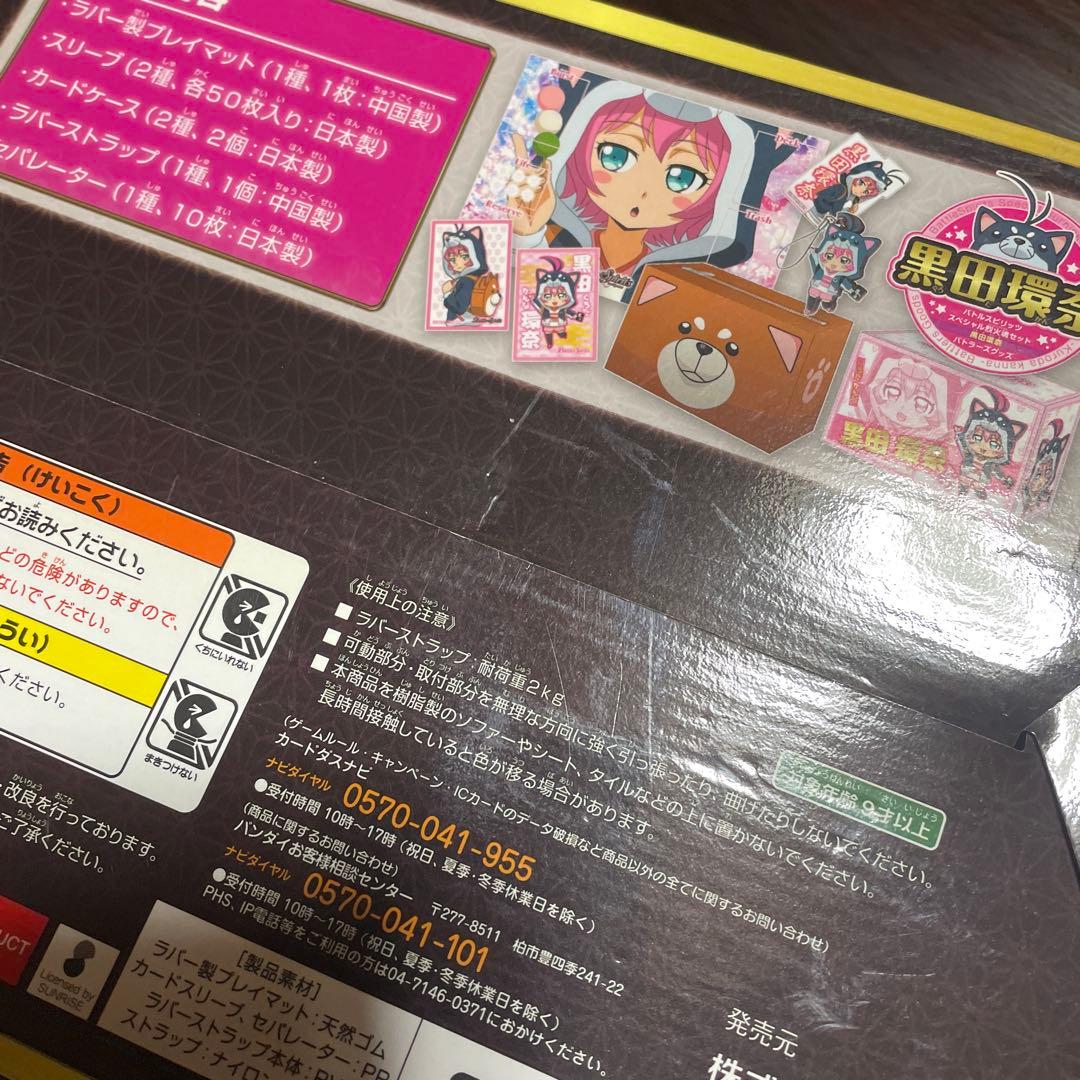 ・ラバー製プレイマット(1種、1枚:中国製)
・スリーブ(2種、各50枚入り:日本製)
・カードケース(2種、2個:日本製)
・ラバーストラップ(1種、1個:中国製)
セパレーター(1種、10枚:日本製)
Deck
Trash
黒田
環奈
黒田環奈
バトルスピリッツ
スペシャル烈火魂セット
黒田環奈
バトラーズグッズ
Kuroda kanna- Battlers Goods
黒田 環奈
(けいこく)
お読みください。
どの危険がありますので、
ないでください。
うい)
ください。
くちにいれない
まきつけない
《使用上の注意》
■ラバーストラップ:耐荷重2kg
■可動部分・取付部分を無理な方向に強く引っ張ったり、曲げたりしないでください。
■本商品を樹脂製のソファーやシート、タイルなどの上に置かないでください。
長時間接触していると色が移る場合があります。
対象年齢 9才以上
(ゲームルール・キャンペーン・ICカードのデータ破損など商品以外の全てに関するお問い合わせ)
カードダスナビ
ナビダイヤル 0570-041-955
●受付時間 10時~17時(祝日、夏季・冬季休業日を除く)
(商品に関するお問い合わせ)
バンダイお客様相談センター 〒277-8511 柏市豊四季241-22
ナビダイヤル 0570-041-101
●受付時間 10時~17時(祝日、夏季・冬季休業日を除く)
PHS、IP電話等をご利用の方は04-7146-0371におかけください。
改良を行っております。
ご了承ください。
UCT
Licensed by
SUNRISE
[製品素材]
ラバー製プレイマット:天然ゴム
カードスリーブ、セパレーター:PP
ラバーストラップ本体:PV
ストラップ:ナイロン
発売元
株式